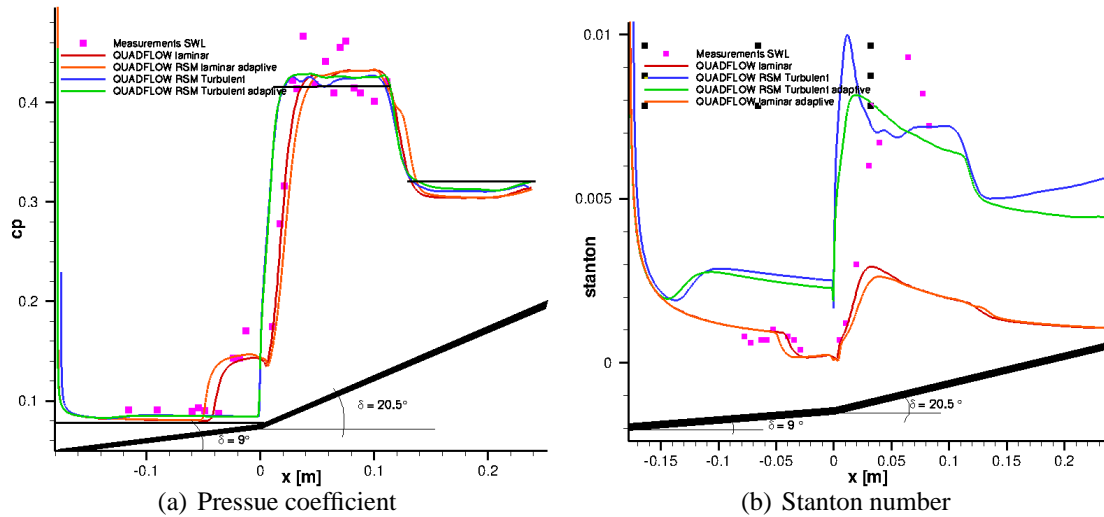 Measurements SWL
QUADFLOW laminar
QUADFLOW RSM laminar adaptive
QUADFLOW RSM Turbulent
QUADFLOW RSM Turbulent adaptive
0.4
0.3
0.2
0.1
cp
δ = 20.5°
δ = 9°
-0.1
0
0.1
0.2
x [m]
(a) Pressue coefficient
Measurements SWL
QUADFLOW laminar
QUADFLOW RSM Turbulent
QUADFLOW RSM Turbulent adaptive
QUADFLOW laminar adaptive
0.01
0.005
0
stanton
δ = 20.5°
δ = 9 °
-0.15
-0.1
-0.05
0
0.05
0.1
0.15
0.2
x [m]
(b) Stanton number